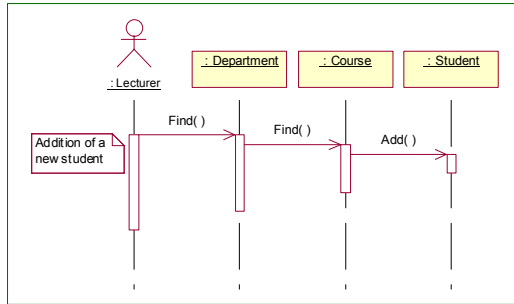 : Lecturer
: Department
: Course
: Student
Find( )
Find( )
Add( )
Addition of a
new student